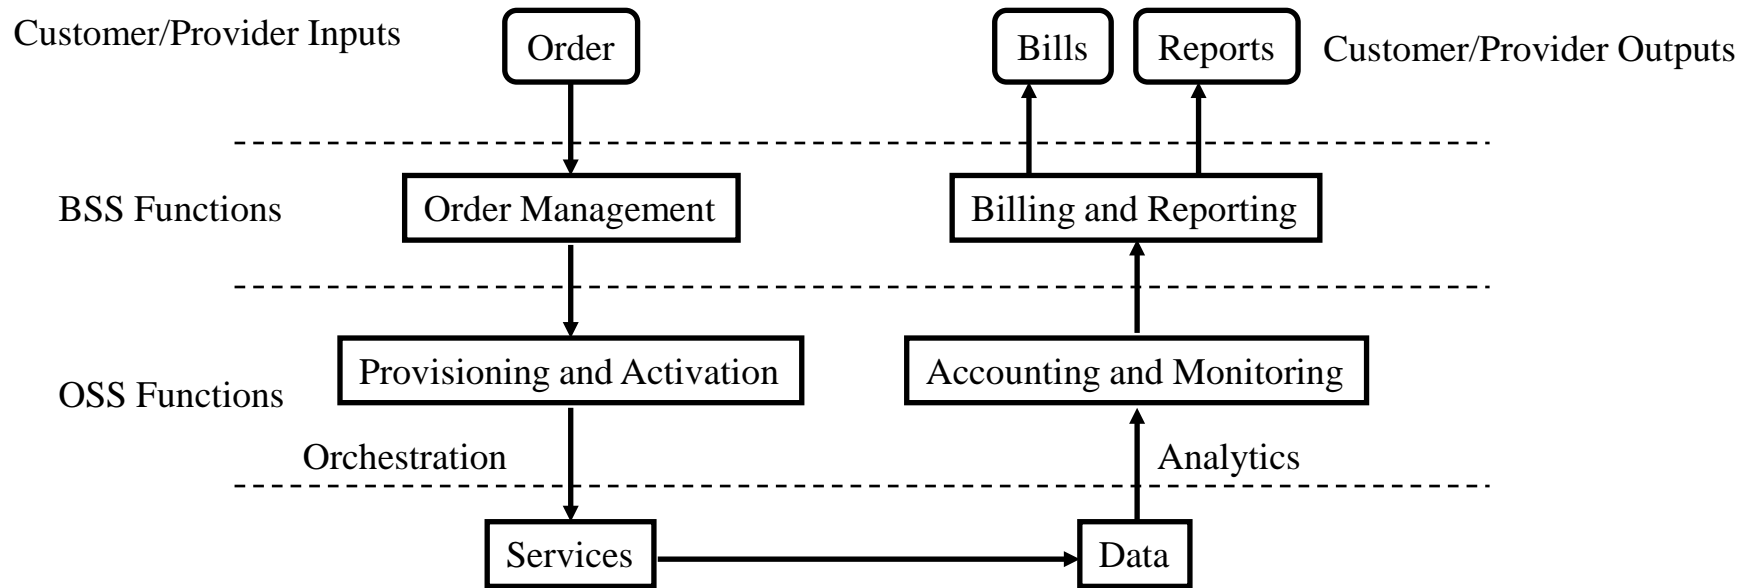 Customer/Provider Inputs
Order
Bills
Reports
Customer/Provider Outputs
BSS Functions
Order Management
Billing and Reporting
OSS Functions
Provisioning and Activation
Accounting and Monitoring
Orchestration
Analytics
Services
Data